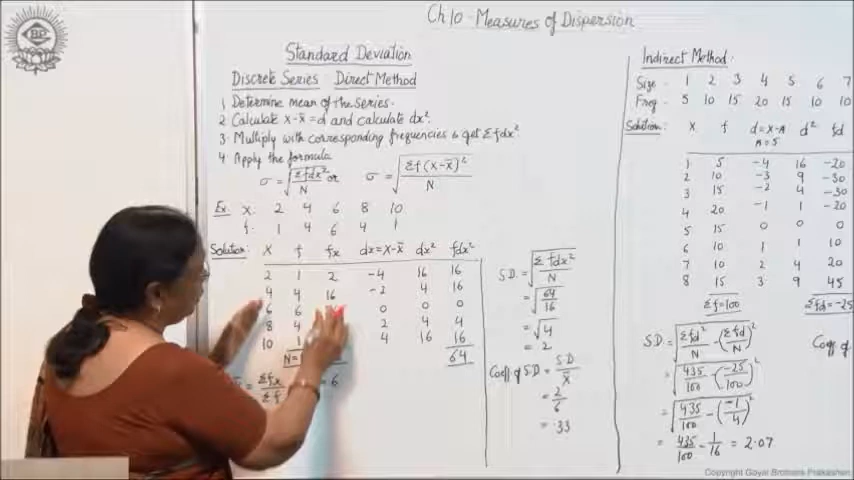 Ch 10 - Measures of Dispersion
Standard Deviation
Discrete Series Direct Method
1 Determine mean of the series.
2 Calculate x-x̄ = d and calculate dx².
3 Multiply with corresponding frequencies & get Σfdx²
4 Apply the formula
σ = √(Σfdx²/N) or σ = √(Σf(x-x̄)²/N)
Ex. X: 2 4 6 8 10
f: 1 4 6 4 1
Solution X f fx dx=x-x̄ dx² fdx²
2 1 2 -4 16 16
4 4 16 -2 4 16
6 6 0 0 0
8 4 2 4 4
10 1 4 16 16
N= 64
= Σfx/Σf = 6
S.D. = √(Σfdx²/N)
= √(64/16)
= √4
= 2
Coeff. of S.D = S.D/X̄
= 2/6
= .33
Indirect Method.
Size 1 2 3 4 5 6 7
Freq. 5 10 15 20 15 10 10
Solution X f d=x-A d² fd
A=5
1 5 -4 16 -20
2 10 -3 9 -30
3 15 -2 4 -30
4 20 -1 1 -20
5 15 0 0 0
6 10 1 1 10
7 10 2 4 20
8 15 3 9 45
Σf=100 Σfd=-25
S.D. = √(Σfd²/N - (Σfd/N)²
= √(435/100 - (-25/100)²
= √(435/100 - (-1/4)²
= 435/100 - 1/16 = 2.07
Coeff of
Copyright Goyal Brothers Prakashan